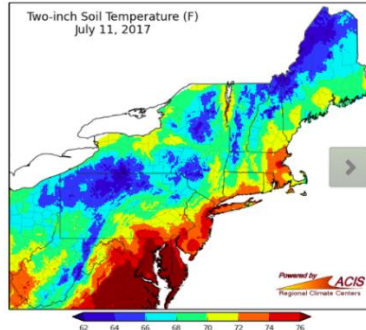 Two-inch Soil Temperature (F)
July 11, 2017
Powered by
ACIS
Regional Climate Centers
62 64 66 68 70 72 74 76